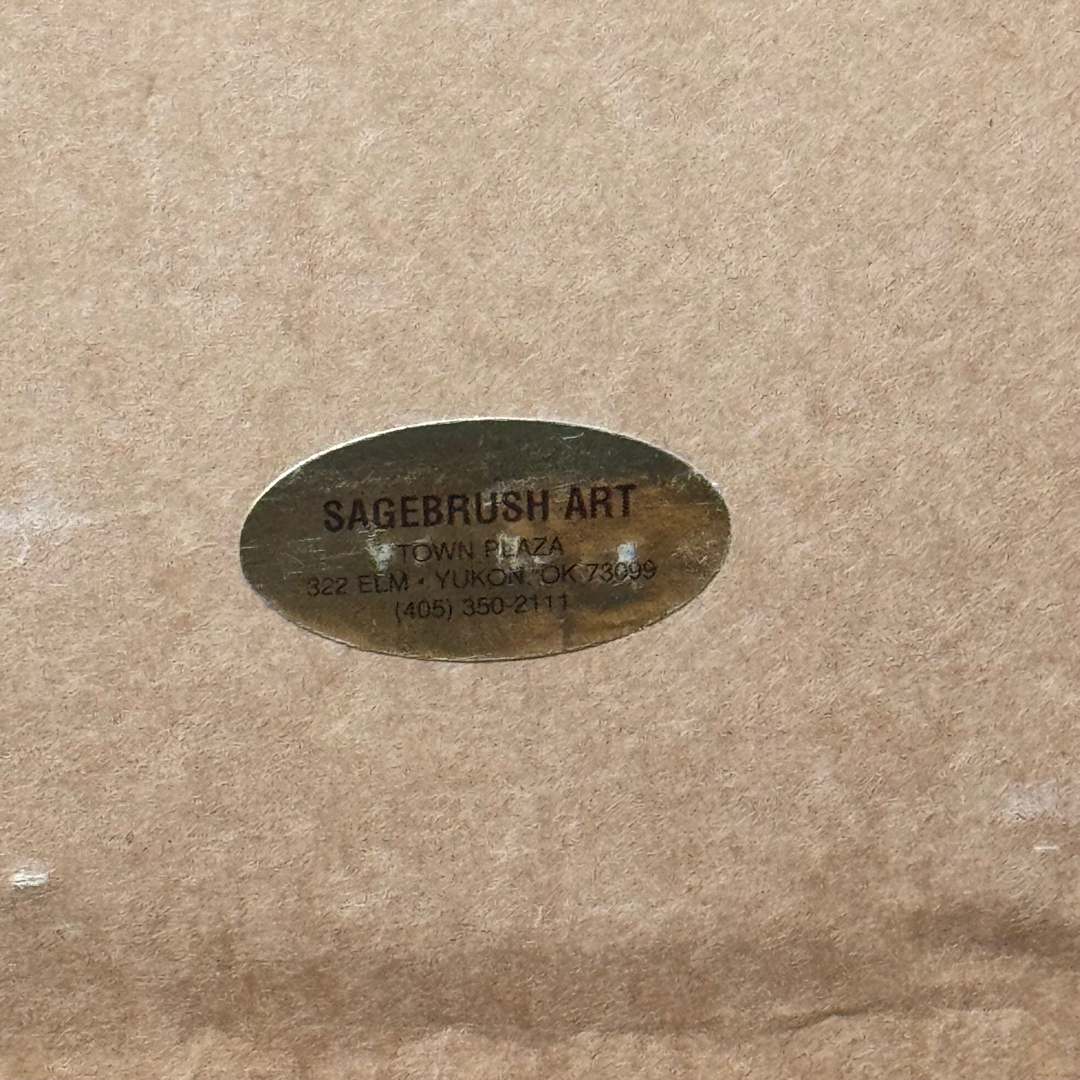 SAGEBRUSH ART
TOWN PLAZA
322 ELM • YUKON, OK 73099
(405) 350-2111